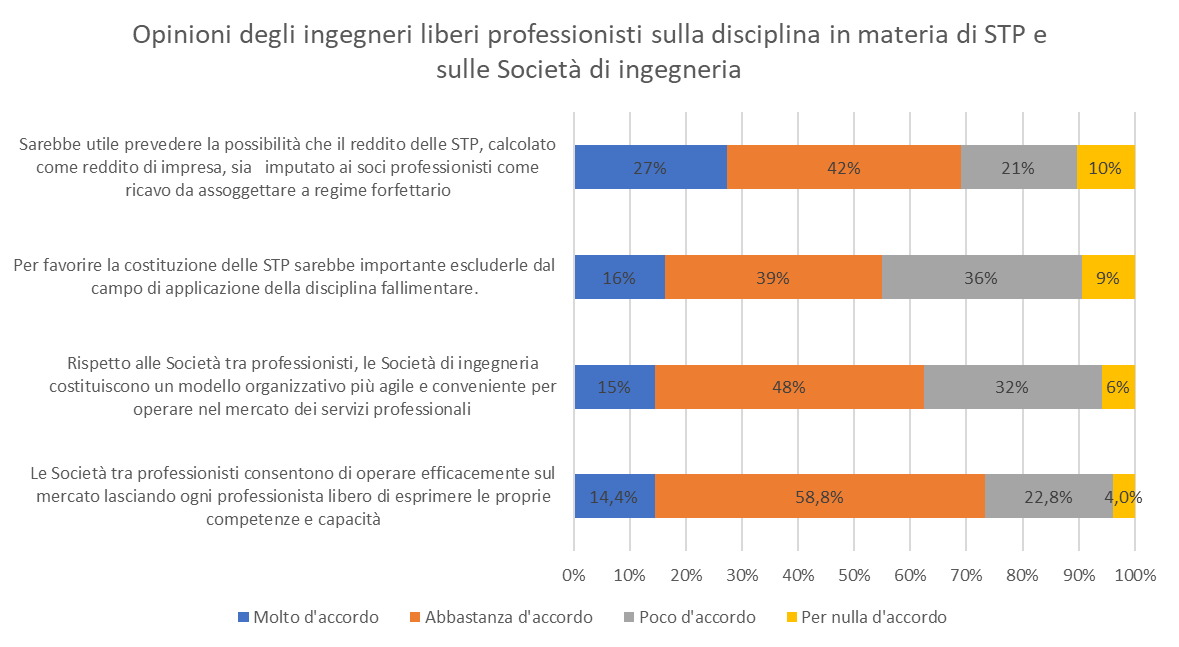 Opinioni degli ingegneri liberi professionisti sulla disciplina in materia di STP e
sulle Società di ingegneria
Sarebbe utile prevedere la possibilità che il reddito delle STP, calcolato
come reddito di impresa, sia imputato ai soci professionisti come
ricavo da assoggettare a regime forfettario
27% 42% 21% 10%
Per favorire la costituzione delle STP sarebbe importante escluderle dal
campo di applicazione della disciplina fallimentare.
16% 39% 36% 9%
Rispetto alle Società tra professionisti, le Società di ingegneria
costituiscono un modello organizzativo più agile e conveniente per
operare nel mercato dei servizi professionali
15% 48% 32% 6%
Le Società tra professionisti consentono di operare efficacemente sul
mercato lasciando ogni professionista libero di esprimere le proprie
competenze e capacità
14,4% 58,8% 22,8% 4,0%
0% 10% 20% 30% 40% 50% 60% 70% 80% 90% 100%
Molto d'accordo Abbastanza d'accordo Poco d'accordo Per nulla d'accordo